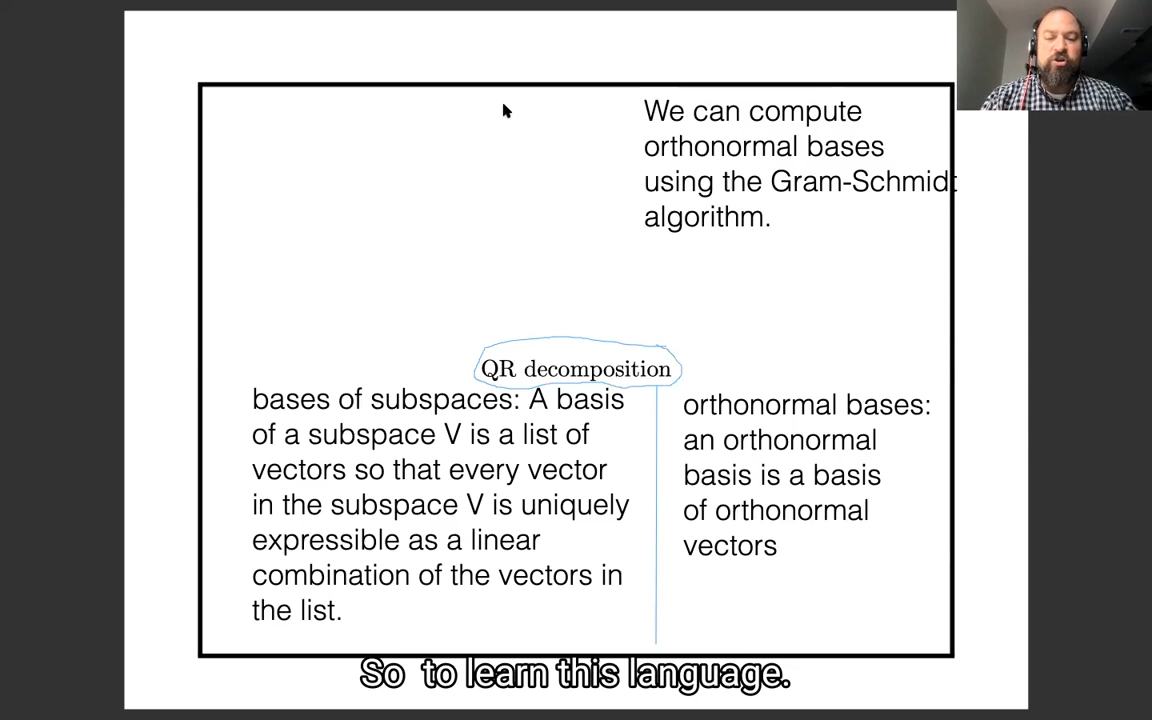 We can compute
orthonormal bases
using the Gram-Schmidt
algorithm.
QR decomposition
bases of subspaces: A basis
of a subspace V is a list of
vectors so that every vector
in the subspace V is uniquely
expressible as a linear
combination of the vectors in
the list.
orthonormal bases:
an orthonormal
basis is a basis
of orthonormal
vectors
So to learn this language.